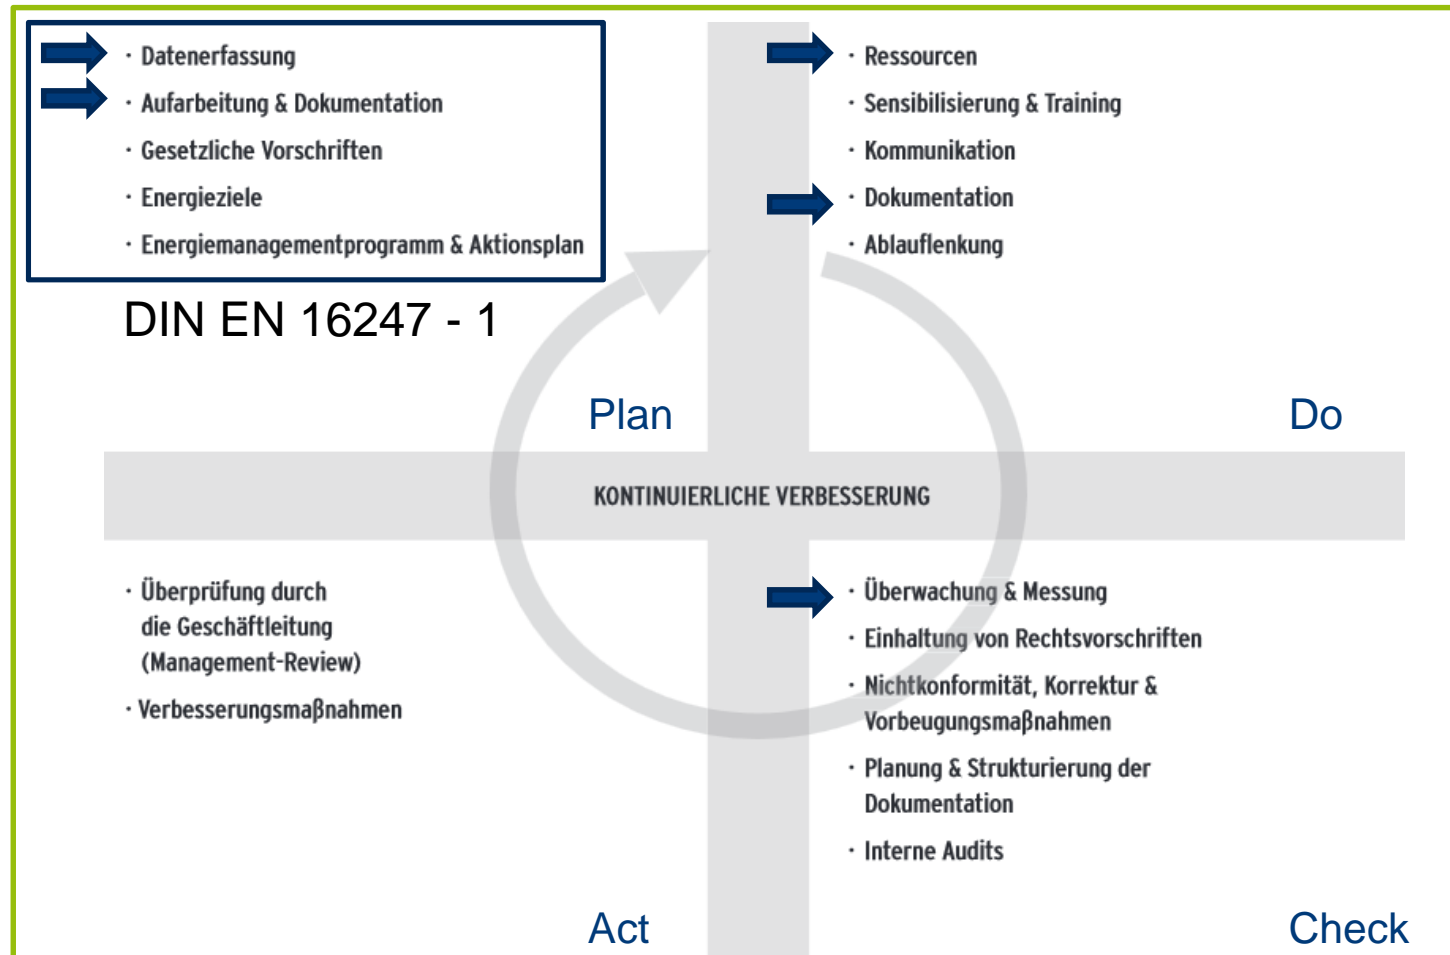 · Datenerfassung
· Aufarbeitung & Dokumentation
· Gesetzliche Vorschriften
· Energieziele
· Energiemanagementprogramm & Aktionsplan
DIN EN 16247 - 1
Plan
· Ressourcen
· Sensibilisierung & Training
· Kommunikation
· Dokumentation
· Ablauflenkung
Do
KONTINUIERLICHE VERBESSERUNG
· Überprüfung durch
die Geschäftleitung
(Management-Review)
· Verbesserungsmaßnahmen
Act
· Überwachung & Messung
· Einhaltung von Rechtsvorschriften
· Nichtkonformität, Korrektur &
Vorbeugungsmaßnahmen
· Planung & Strukturierung der
Dokumentation
· Interne Audits
Check